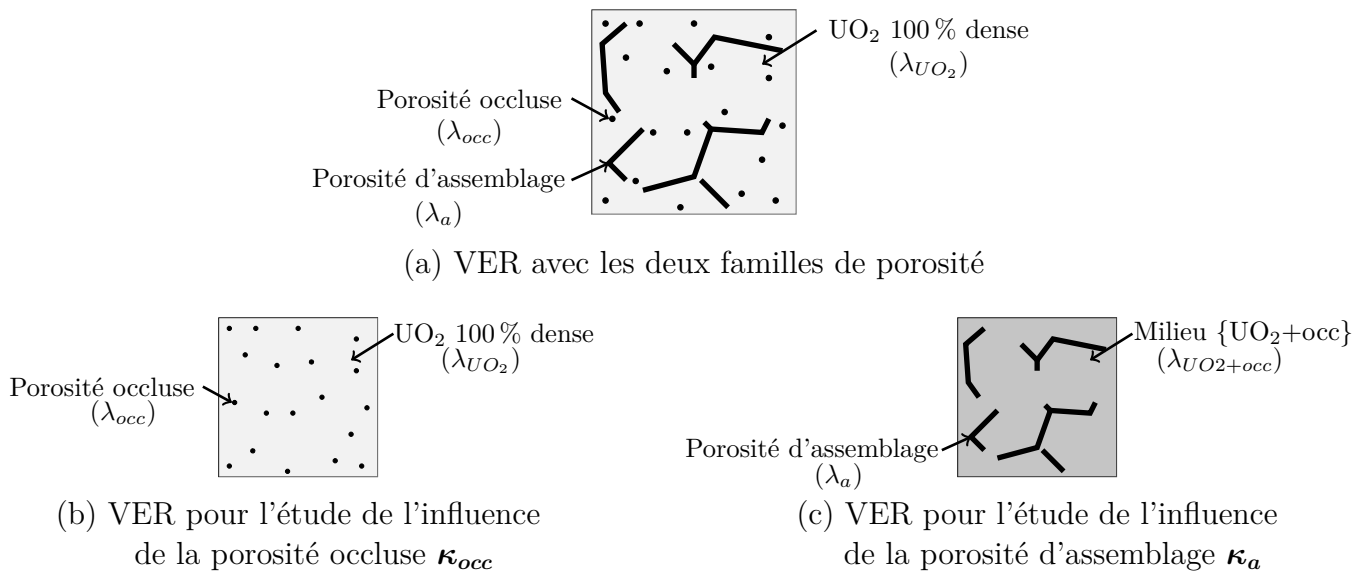 UO₂ 100 % dense
(λ_{UO₂})
Porosité occluse
(λ_{occ})
Porosité d'assemblage
(λ_a)
(a) VER avec les deux familles de porosité
UO₂ 100 % dense
(λ_{UO₂})
Porosité occluse
(λ_{occ})
(b) VER pour l'étude de l'influence
de la porosité occluse κ_{occ}
Milieu {UO₂+occ}
(λ_{UO2+occ})
Porosité d'assemblage
(λ_a)
(c) VER pour l'étude de l'influence
de la porosité d'assemblage κ_a